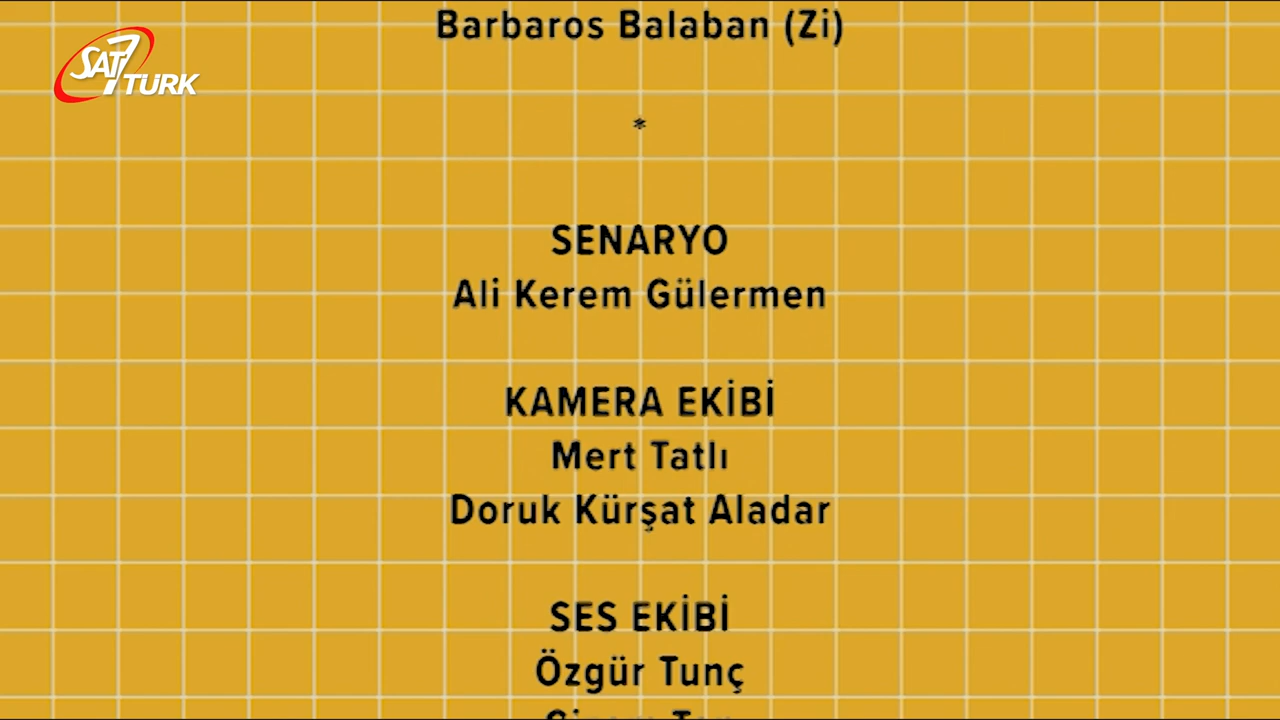 Barbaros Balaban (Zi)
SAT7 TÜRK
*
SENARYO
Ali Kerem Gülermen
KAMERA EKİBİ
Mert Tatlı
Doruk Kürşat Aladar
SES EKİBİ
Özgür Tunç